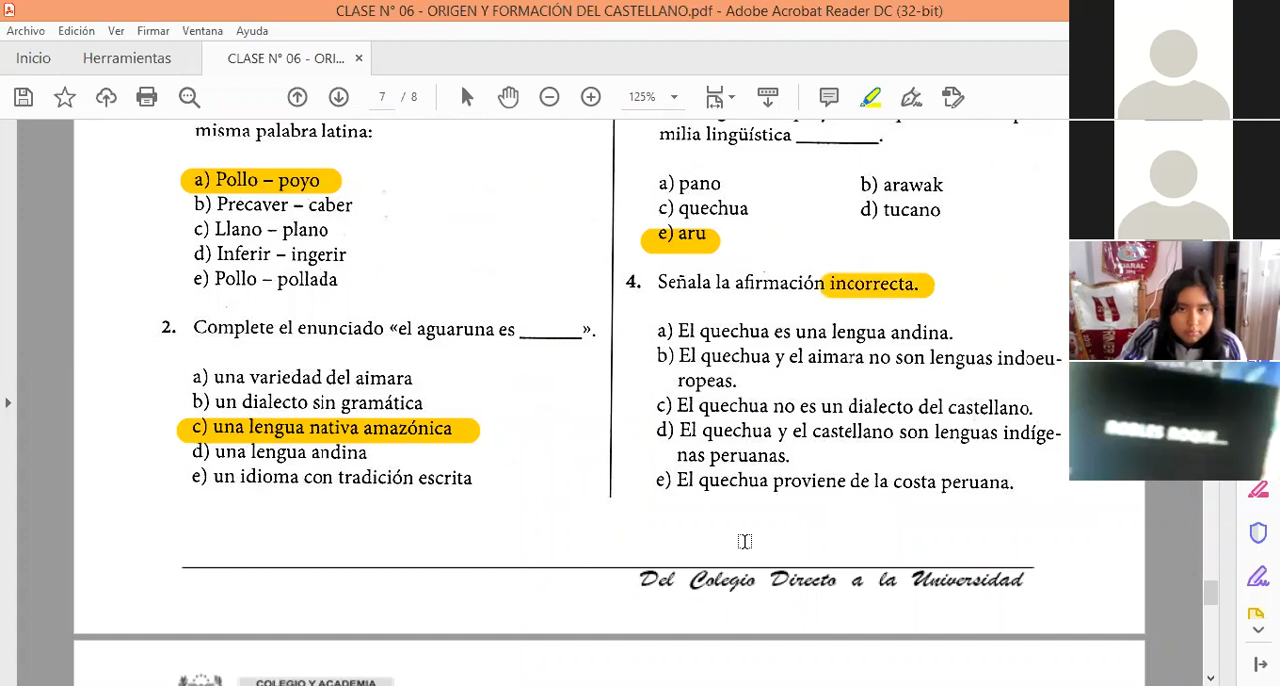 CLASE N° 06 - ORIGEN Y FORMACIÓN DEL CASTELLANO.pdf - Adobe Acrobat Reader DC (32-bit)
Archivo Edición Ver Firmar Ventana Ayuda
Inicio Herramientas CLASE N° 06 - ORI... ×
7 / 8 125%
misma palabra latina:
a) Pollo – poyo
b) Precaver – caber
c) Llano – plano
d) Inferir – ingerir
e) Pollo – pollada
2. Complete el enunciado «el aguaruna es ______».
a) una variedad del aimara
b) un dialecto sin gramática
c) una lengua nativa amazónica
d) una lengua andina
e) un idioma con tradición escrita
milia lingüística ________.
a) pano b) arawak
c) quechua d) tucano
e) aru
4. Señala la afirmación incorrecta.
a) El quechua es una lengua andina.
b) El quechua y el aimara no son lenguas indoeu-
ropeas.
c) El quechua no es un dialecto del castellano.
d) El quechua y el castellano son lenguas indíge-
nas peruanas.
e) El quechua proviene de la costa peruana.
Del Colegio Directo a la Universidad
COLEGIO Y ACADEMIA